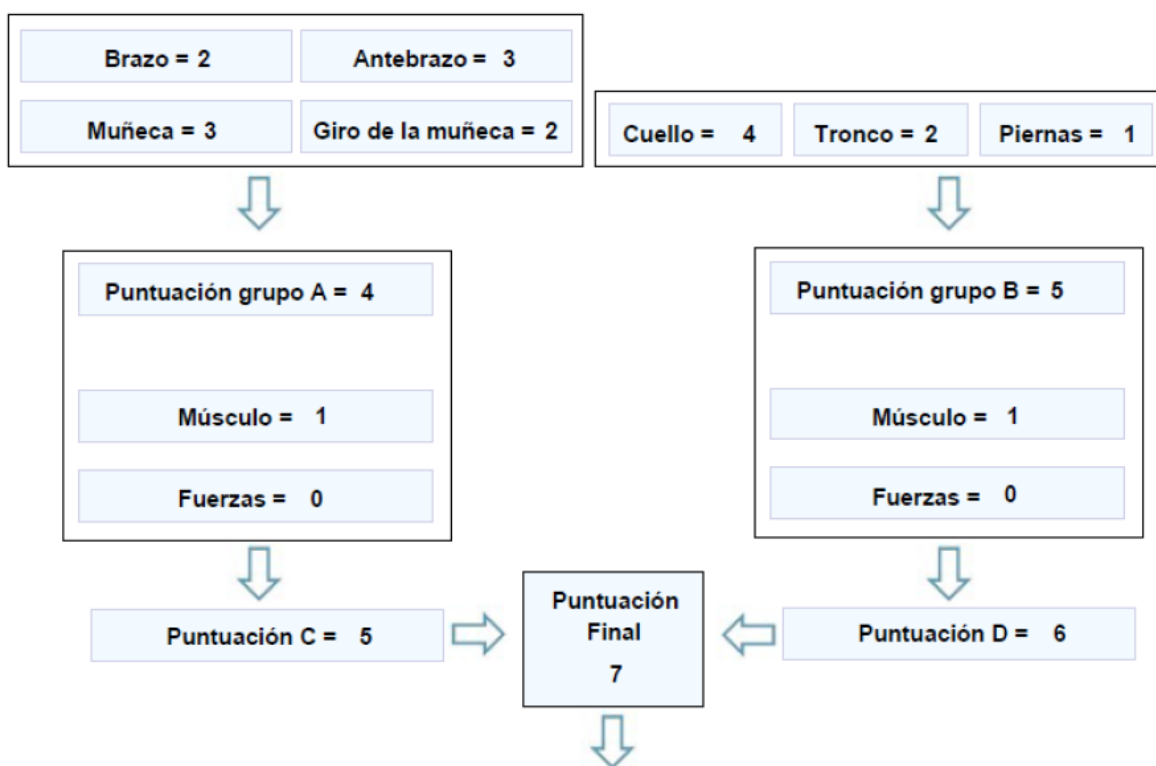 Brazo = 2
Antebrazo = 3
Muñeca = 3
Giro de la muñeca = 2
Cuello = 4
Tronco = 2
Piernas = 1
Puntuación grupo A = 4
Músculo = 1
Fuerzas = 0
Puntuación grupo B = 5
Músculo = 1
Fuerzas = 0
Puntuación C = 5
Puntuación
Final
7
Puntuación D = 6